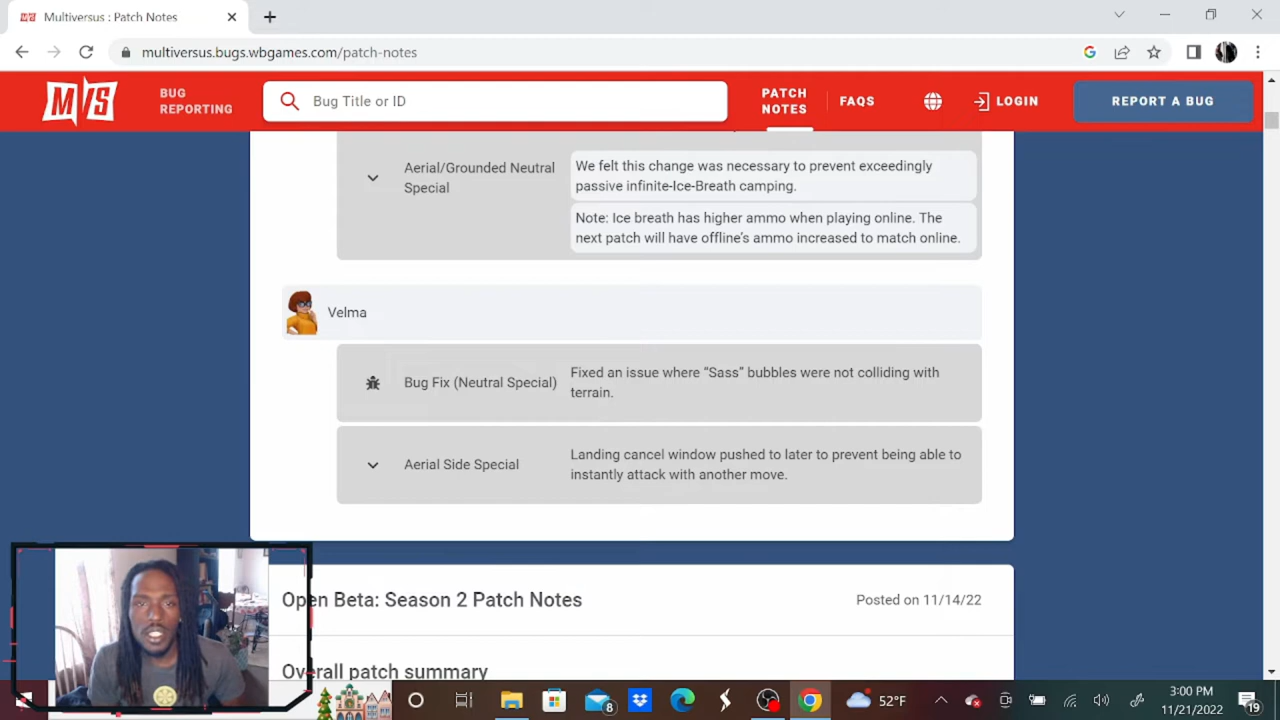 Multiversus : Patch Notes
multiversus.bugs.wbgames.com/patch-notes
M/S
BUG REPORTING
Bug Title or ID
PATCH NOTES
FAQS
LOGIN
REPORT A BUG
Aerial/Grounded Neutral
Special
We felt this change was necessary to prevent exceedingly
passive infinite-Ice-Breath camping.
Note: Ice breath has higher ammo when playing online. The
next patch will have offline's ammo increased to match online.
Velma
Bug Fix (Neutral Special)
Fixed an issue where “Sass” bubbles were not colliding with
terrain.
Aerial Side Special
Landing cancel window pushed to later to prevent being able to
instantly attack with another move.
Open Beta: Season 2 Patch Notes
Posted on 11/14/22
Overall patch summary
8
52°F
3:00 PM
11/21/2022
19